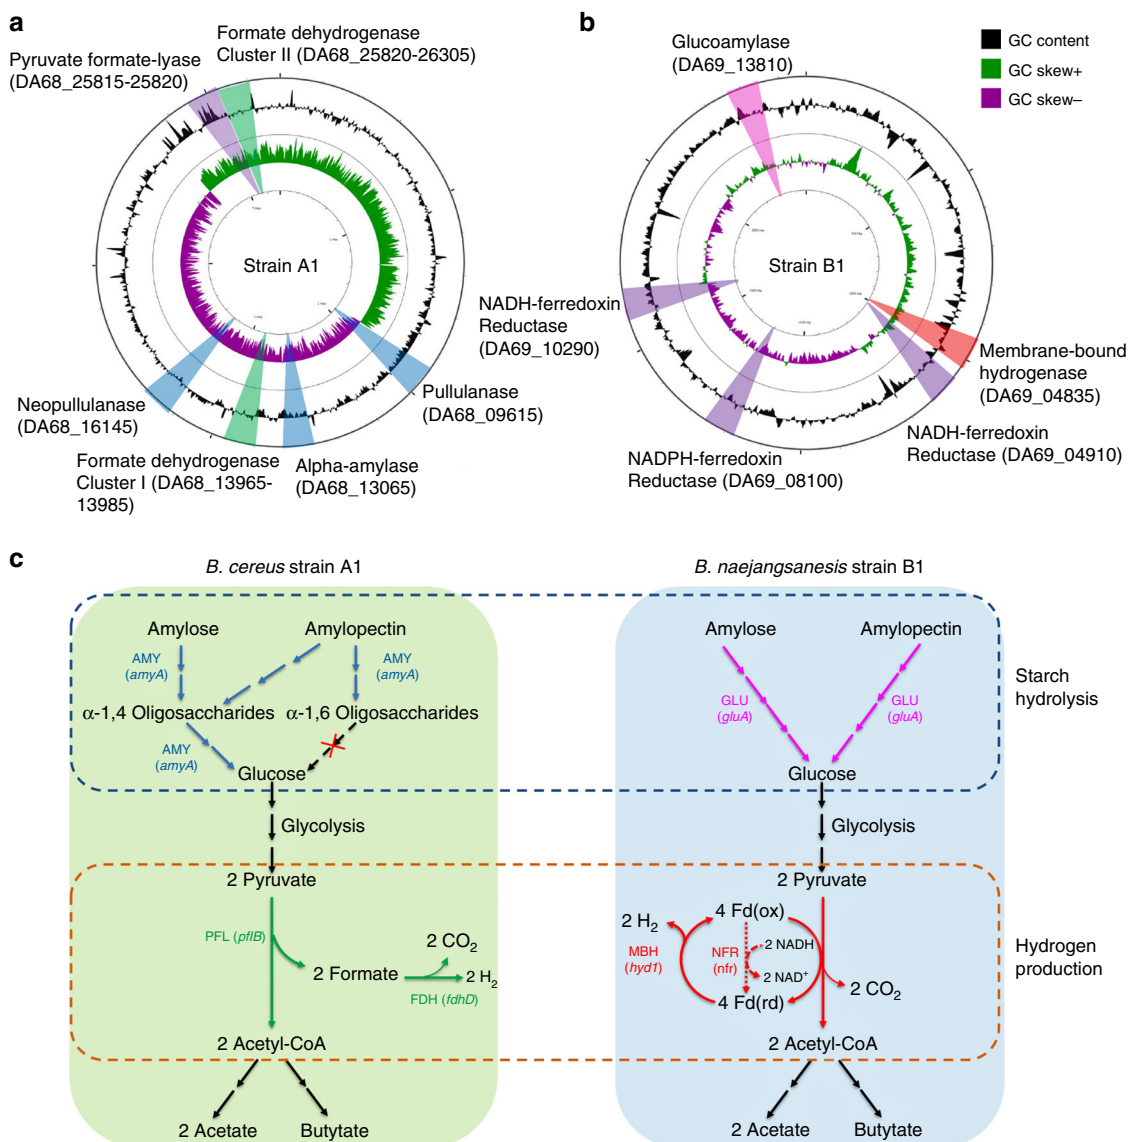 a
Formate dehydrogenase
Cluster II (DA68_25820-26305)
Pyruvate formate-lyase
(DA68_25815-25820)
Strain A1
Neopullulanase
(DA68_16145)
Formate dehydrogenase
Cluster I (DA68_13965-
13985)
Alpha-amylase
(DA68_13065)
Pullulanase
(DA68_09615)
b
Glucoamylase
(DA69_13810)
GC content
GC skew+
GC skew–
Strain B1
NADH-ferredoxin
Reductase
(DA69_10290)
Membrane-bound
hydrogenase
(DA69_04835)
NADH-ferredoxin
Reductase (DA69_04910)
NADPH-ferredoxin
Reductase (DA69_08100)
c
B. cereus strain A1
Amylose
Amylopectin
AMY
(amyA)
AMY
(amyA)
α-1,4 Oligosaccharides
α-1,6 Oligosaccharides
AMY
(amyA)
Glucose
Glycolysis
2 Pyruvate
PFL (pflB)
2 CO2
2 Formate
2 H2
FDH (fdhD)
2 Acetyl-CoA
2 Acetate
Butytate
B. naejangsanesis strain B1
Amylose
Amylopectin
GLU
(gluA)
GLU
(gluA)
Glucose
Glycolysis
2 Pyruvate
2 H2
4 Fd(ox)
MBH
(hyd1)
NFR
(nfr)
2 NADH
2 NAD+
4 Fd(rd)
2 CO2
2 Acetyl-CoA
2 Acetate
Butytate
Starch
hydrolysis
Hydrogen
production